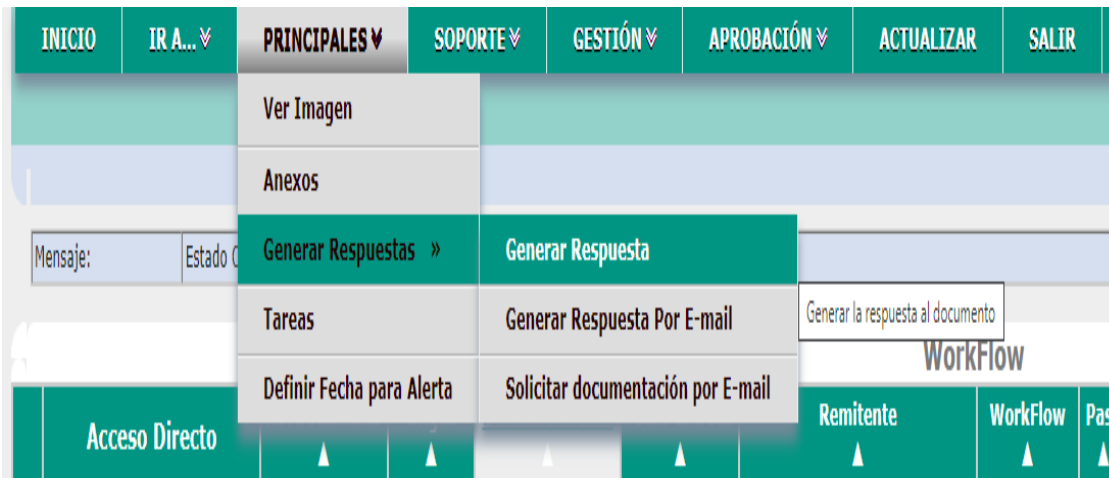 INICIO IR A... PRINCIPALES SOPORTE GESTIÓN APROBACIÓN ACTUALIZAR SALIR
Ver Imagen
Anexos
Mensaje: Estado Generar Respuestas » Generar Respuesta
Tareas Generar Respuesta Por E-mail Generar la respuesta al documento
WorkFlow
Definir Fecha para Alerta Solicitar documentación por E-mail
Acceso Directo Remitente WorkFlow